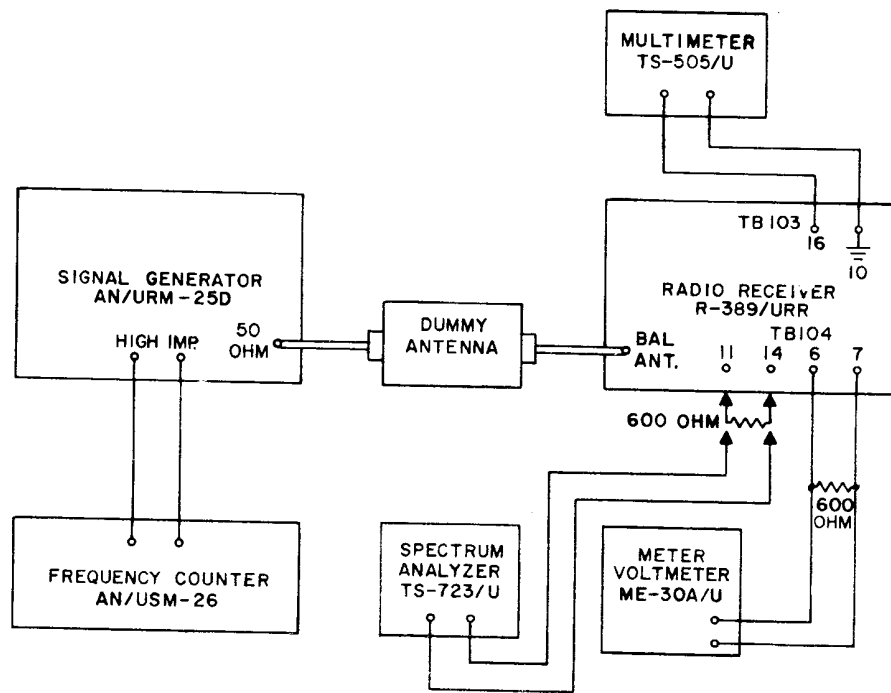 MULTIMETER
TS-505/U
TB103
16
10
SIGNAL GENERATOR
AN/URM-25D
HIGH IMP.
50
OHM
DUMMY
ANTENNA
RADIO RECEIVER
R-389/URR
TB104
BAL
ANT.
11
14
6
7
600 OHM
600
OHM
FREQUENCY COUNTER
AN/USM-26
SPECTRUM
ANALYZER
TS-723/U
METER
VOLTMETER
ME-30A/U